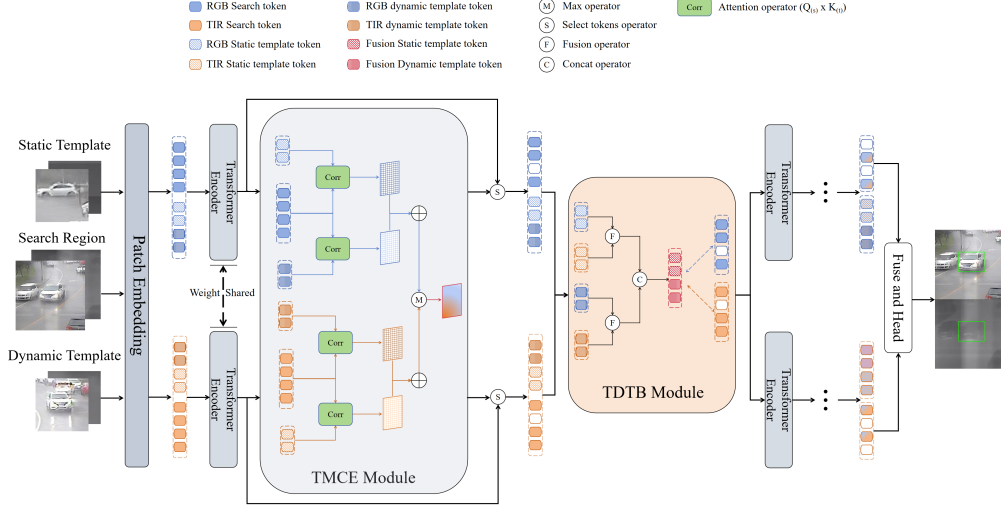 RGB Search token
TIR Search token
RGB Static template token
TIR Static template token
RGB dynamic template token
TIR dynamic template token
Fusion Static template token
Fusion Dynamic template token
M Max operator
S Select tokens operator
F Fusion operator
C Concat operator
Corr Attention operator (Q(s) x K(t))
Static Template
Search Region
Dynamic Template
Patch Embedding
Transformer
Encoder
Weight Shared
Transformer
Encoder
Corr
Corr
M
Corr
Corr
TMCE Module
S
S
F
F
C
TDTB Module
Transformer
Encoder
Transformer
Encoder
Fuse and Head